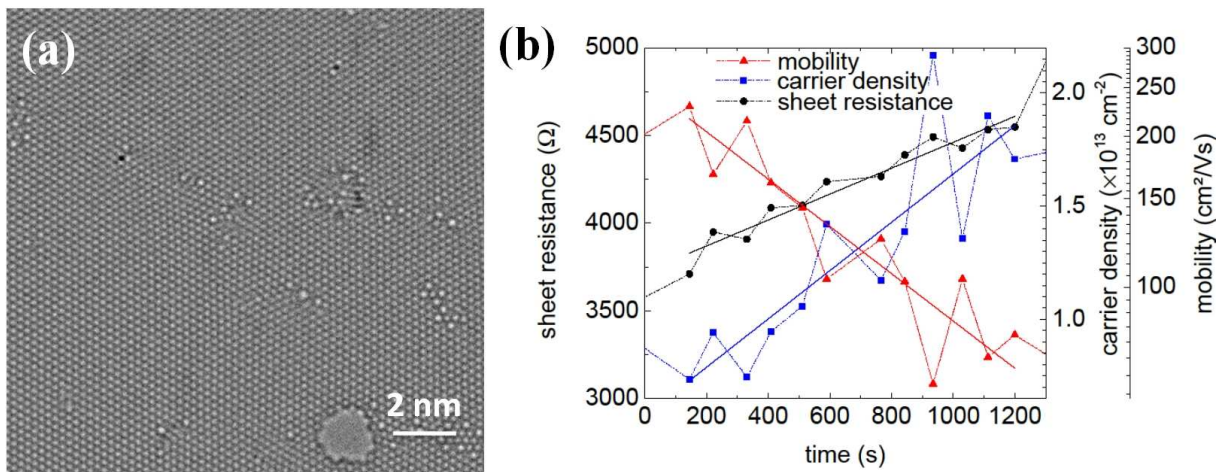 (a)
2 nm
(b)
mobility
carrier density
sheet resistance
5000
4500
4000
3500
3000
sheet resistance (Ω)
0 200 400 600 800 1000 1200
time (s)
2.0
1.5
1.0
carrier density (×10¹³ cm⁻²)
300
250
200
150
100
mobility (cm²/Vs)